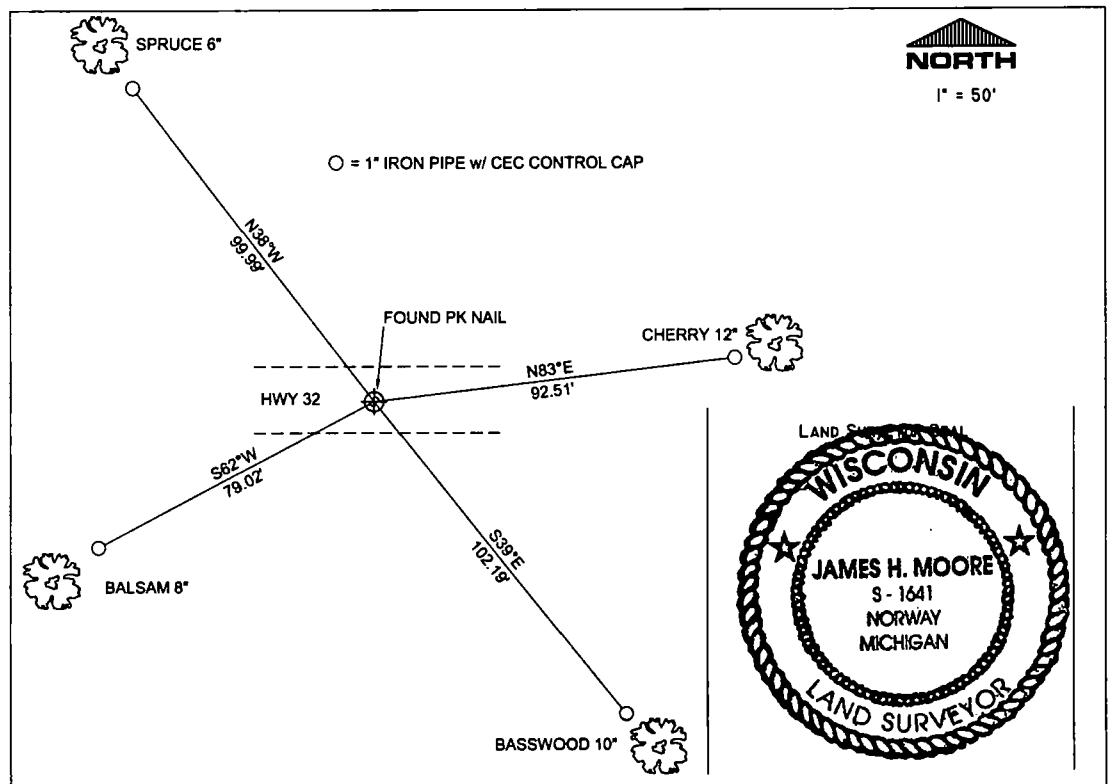 SPRUCE 6"
NORTH
1" = 50'
= 1" IRON PIPE w/ CEC CONTROL CAP
N38°W
99.99'
FOUND PK NAIL
CHERRY 12"
N83°E
92.51'
HWY 32
S62°W
79.02'
BALSAM 8"
S39°E
102.19'
BASSWOOD 10"
LAND
WISCONSIN
JAMES H. MOORE
S - 1641
NORWAY
MICHIGAN
LAND SURVEYOR